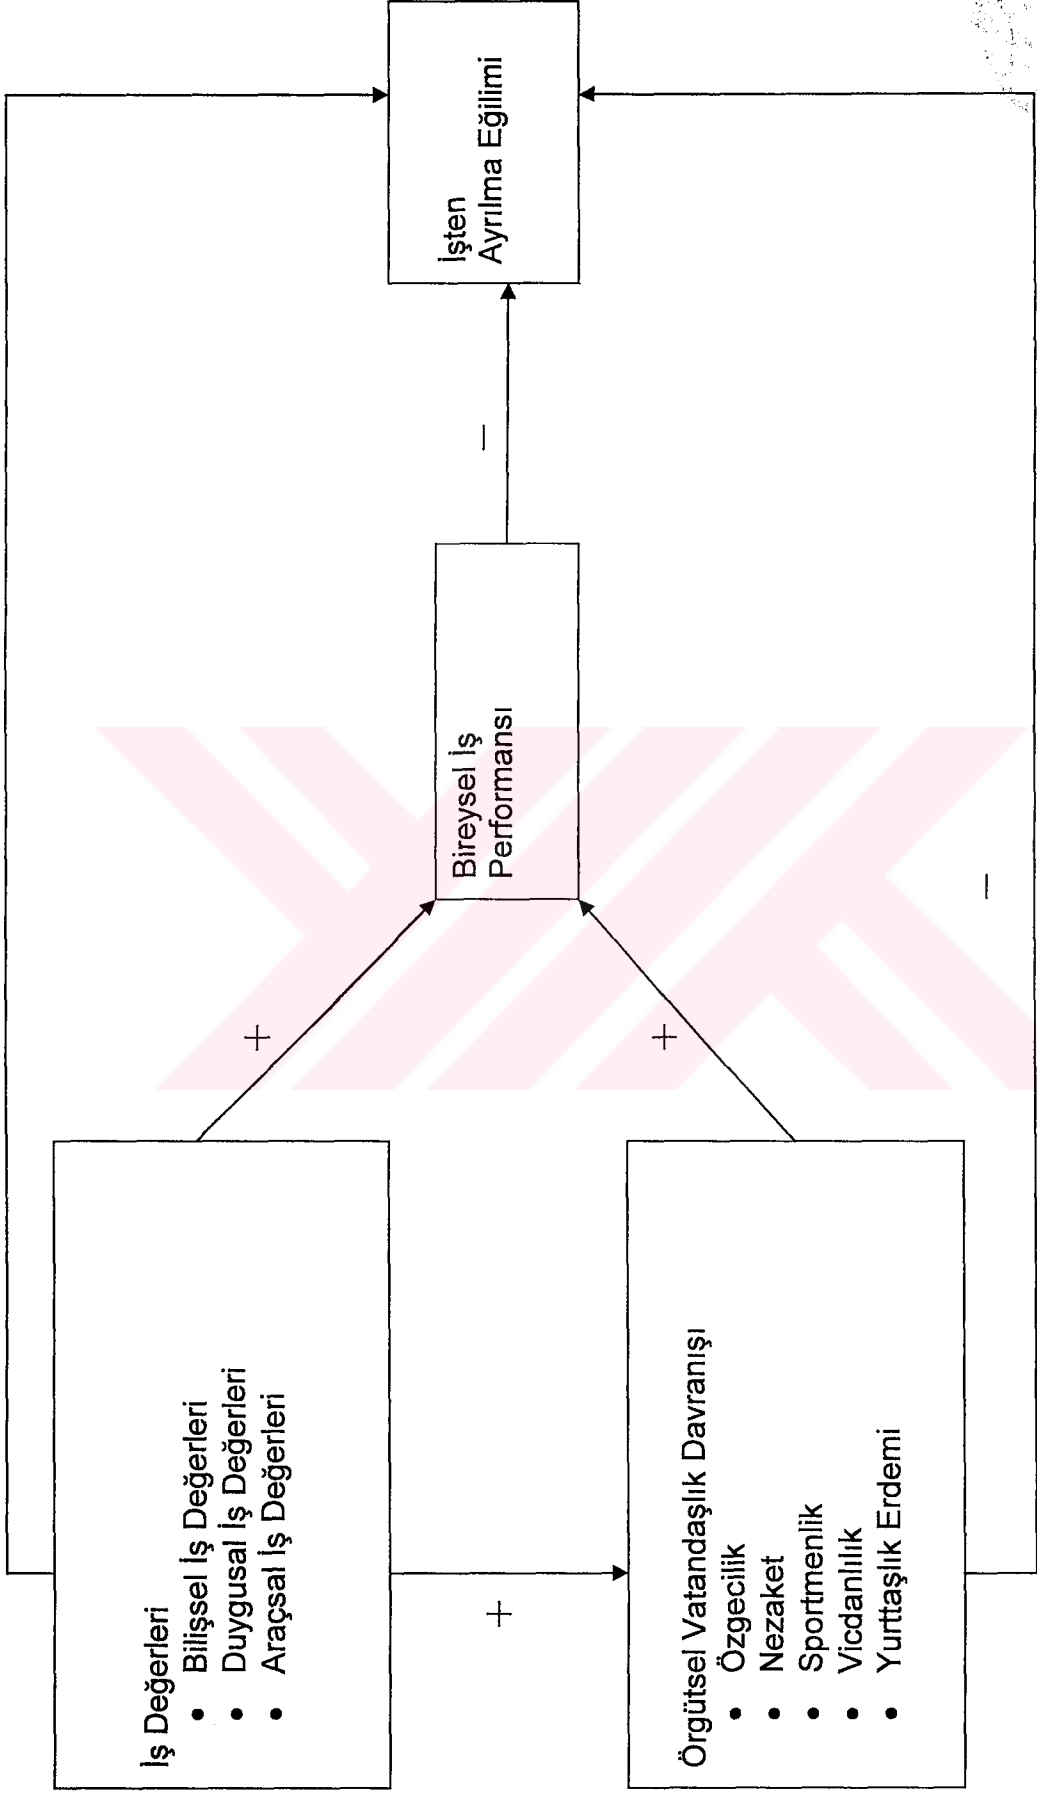 İş Değerleri
• Bilişsel İş Değerleri
• Duygusal İş Değerleri
• Araçsal İş Değerleri
+
+
Örgütsel Vatandaşlık Davranışı
• Özgecilik
• Nezaket
• Sportmenlik
• Vicdanlılık
• Yurttaşlık Erdemi
+
Bireysel İş
Performansı
–
İşten
Ayrılma Eğilimi
–